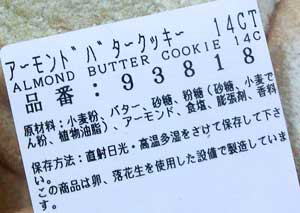 アーモンドバタークッキー 14CT
ALMOND BUTTER COOKIE 14C
品番:93818
原材料:小麦粉、バター、砂糖、粉糖(砂糖、小麦で
ん粉、植物油脂)、アーモンド、食塩、膨張剤、香料
保存方法:直射日光・高温多湿をさけて保存して下さ
い。
この商品は卵、落花生を使用した設備で製造していま
す。